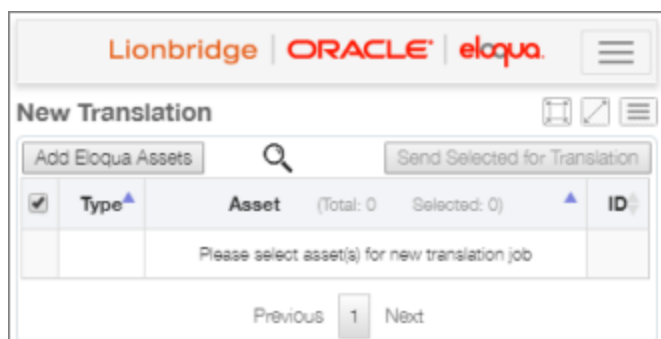 Lionbridge | ORACLE | eloqua.
New Translation
Add Eloqua Assets Send Selected for Translation
Type Asset (Total: 0 Selected: 0) ID
Please select asset(s) for new translation job
Previous 1 Next